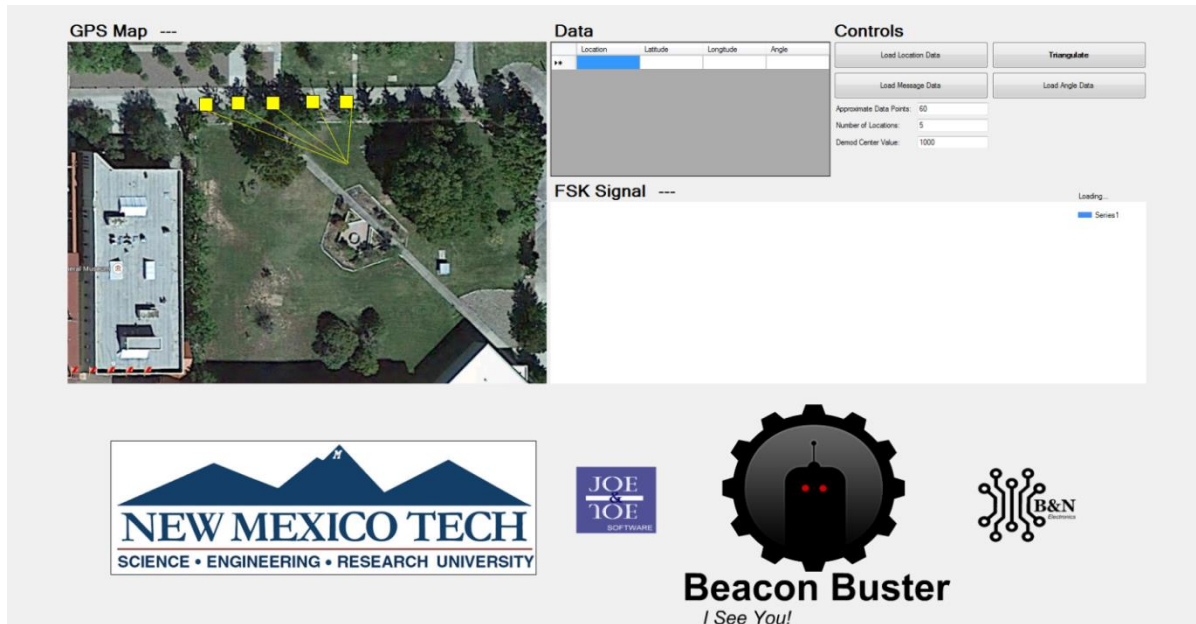 GPS Map ---
Data
Controls
Location Latitude Longitude Angle
Load Location Data
Triangulate
Load Message Data
Load Angle Data
Approximate Data Points: 60
Number of Locations: 5
Demod Center Value: 1000
FSK Signal ---
Loading...
Series1
M
NEW MEXICO TECH
SCIENCE • ENGINEERING • RESEARCH UNIVERSITY
JOE
&
JOE
SOFTWARE
B&N
Electronics
Beacon Buster
I See You!